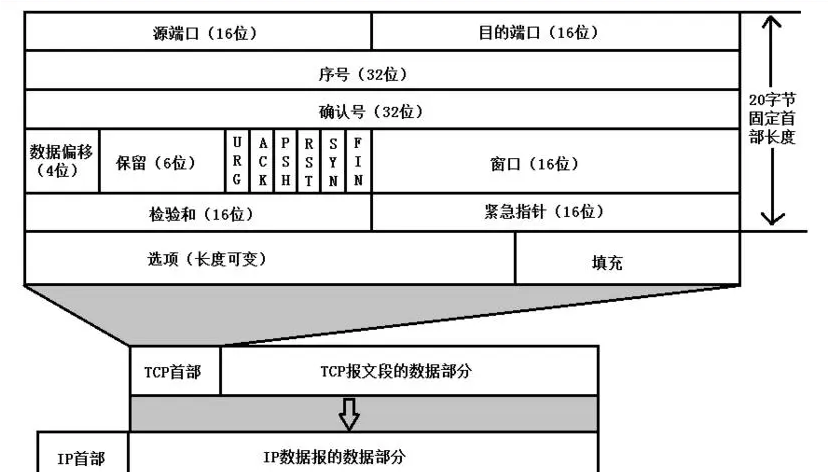 源端口（16位）
目的端口（16位）
序号（32位）
确认号（32位）
20字节
固定首
部长度
数据偏移
（4位）
保留（6位）
URG
ACK
PSH
RST
SYN
FIN
窗口（16位）
检验和（16位）
紧急指针（16位）
选项（长度可变）
填充
TCP首部
TCP报文段的数据部分
IP首部
IP数据报的数据部分